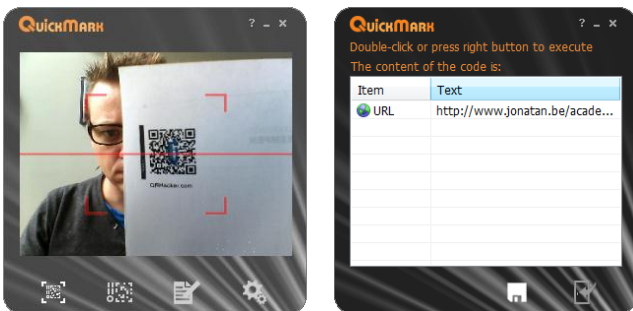 QuickMark
? _ ×
QRHacker.com
QuickMark
? _ ×
Double-click or press right button to execute
The content of the code is:
Item Text
URL http://www.jonatan.be/acade...